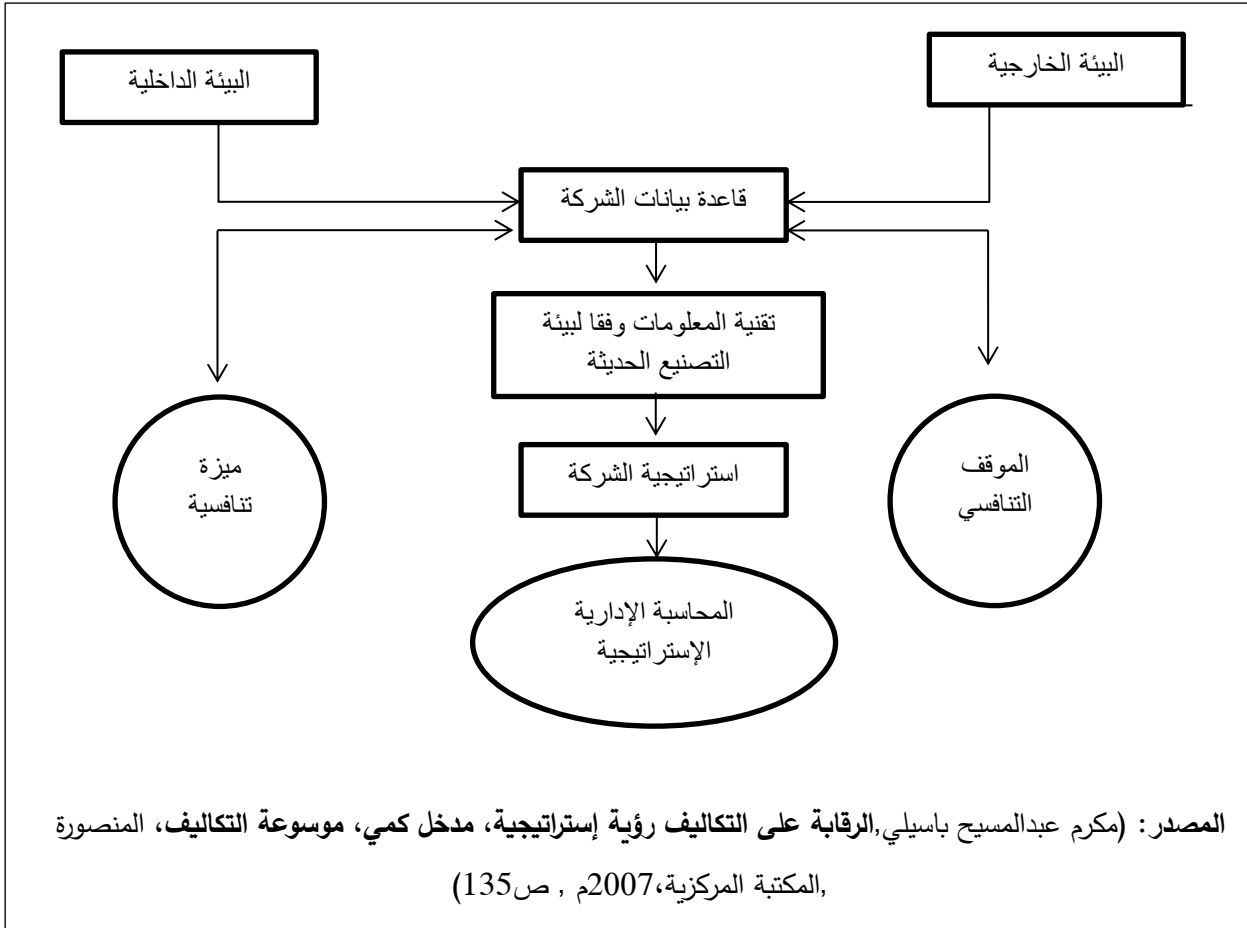 البيئة الخارجية
البيئة الداخلية
قاعدة بيانات الشركة
تقنية المعلومات وفقا لبيئة
التصنيع الحديثة
استراتيجية الشركة
الموقف
التنافسي
ميزة
تنافسية
المحاسبة الإدارية
الإستراتيجية
المصدر: (مكرم عبدالمسيح باسيلي,الرقابة على التكاليف رؤية إستراتيجية، مدخل كمي، موسوعة التكاليف، المنصورة
,المكتبة المركزية،2007م , ص135)